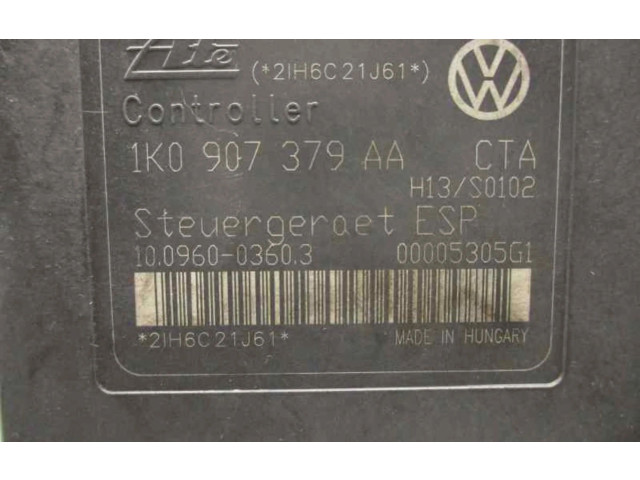 Ate (*2IH6C21J61*)
Controller
1K0 907 379 AA CTA
H13/S0102
Steuergeraet ESP
10.0960-0360.3 00005305G1
*2IH6C21J61* MADE IN HUNGARY